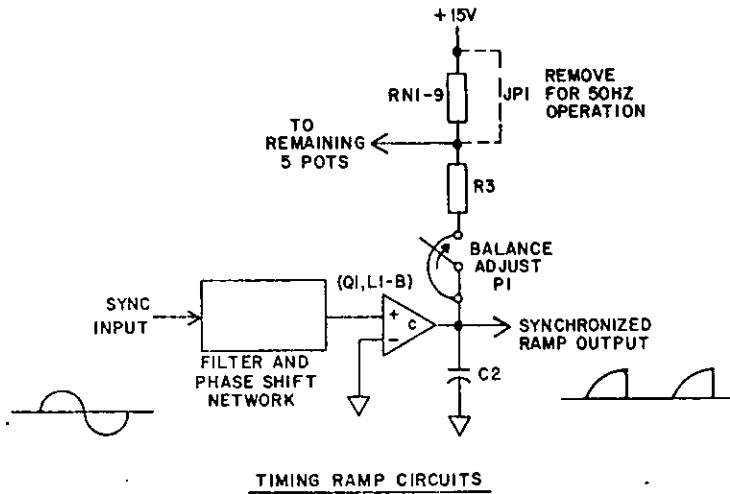 +15V
RN1-9
JP1
REMOVE
FOR 50HZ
OPERATION
TO
REMAINING
5 POTS
R3
BALANCE
ADJUST
P1
(Q1,L1-B)
SYNC
INPUT
+
-
C
SYNCHRONIZED
RAMP OUTPUT
FILTER AND
PHASE SHIFT
NETWORK
C2
TIMING RAMP CIRCUITS